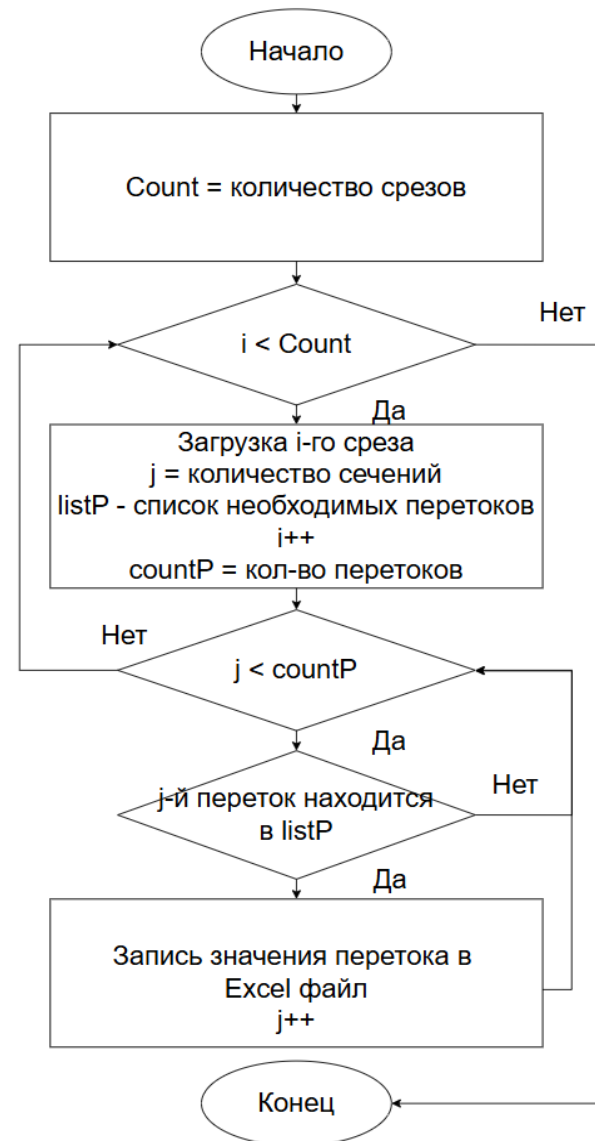 Начало
Count = количество срезов
i < Count
Нет
Да
Загрузка i-го среза
j = количество сечений
listP - список необходимых перетоков
i++
countP = кол-во перетоков
Нет
j < countP
Да
j-й переток находится
в listP
Нет
Да
Запись значения перетока в
Excel файл
j++
Конец